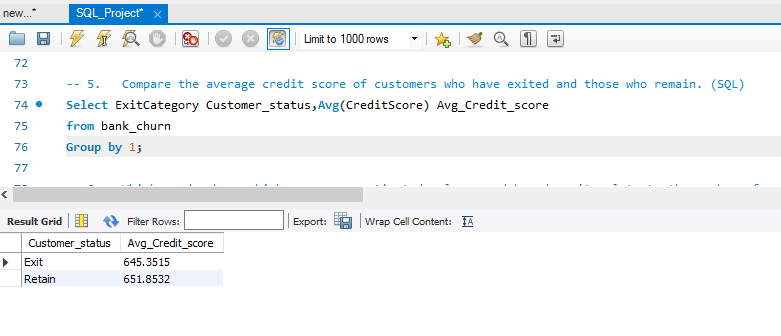 new...* SQL_Project*
Limit to 1000 rows
72
73 -- 5. Compare the average credit score of customers who have exited and those who remain. (SQL)
74 Select ExitCategory Customer_status,Avg(CreditScore) Avg_Credit_score
75 from bank_churn
76 Group by 1;
77
Result Grid Filter Rows: Export: Wrap Cell Content:
Customer_status Avg_Credit_score
Exit 645.3515
Retain 651.8532